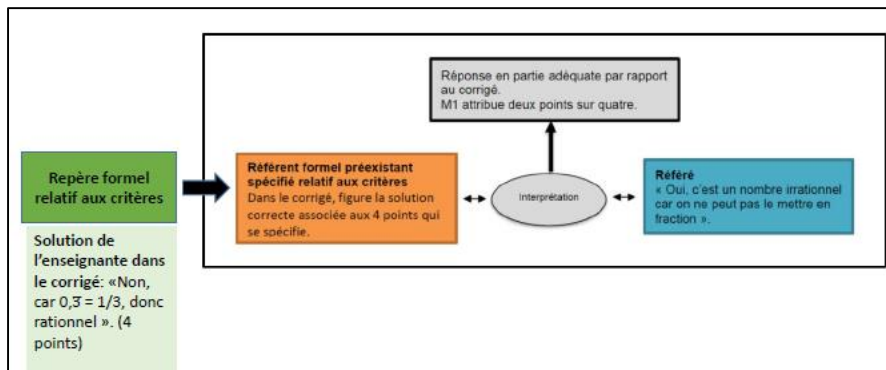 Réponse en partie adéquate par rapport
au corrigé.
M1 attribue deux points sur quatre.
Repère formel
relatif aux critères
Référent formel préexistant
spécifié relatif aux critères
Dans le corrigé, figure la solution
correcte associée aux 4 points qui
se spécifie.
Interprétation
Référé
« Oui, c'est un nombre irrationnel
car on ne peut pas le mettre en
fraction ».
Solution de
l'enseignante dans
le corrigé: «Non,
car 0,3̅ = 1/3, donc
rationnel ». (4
points)